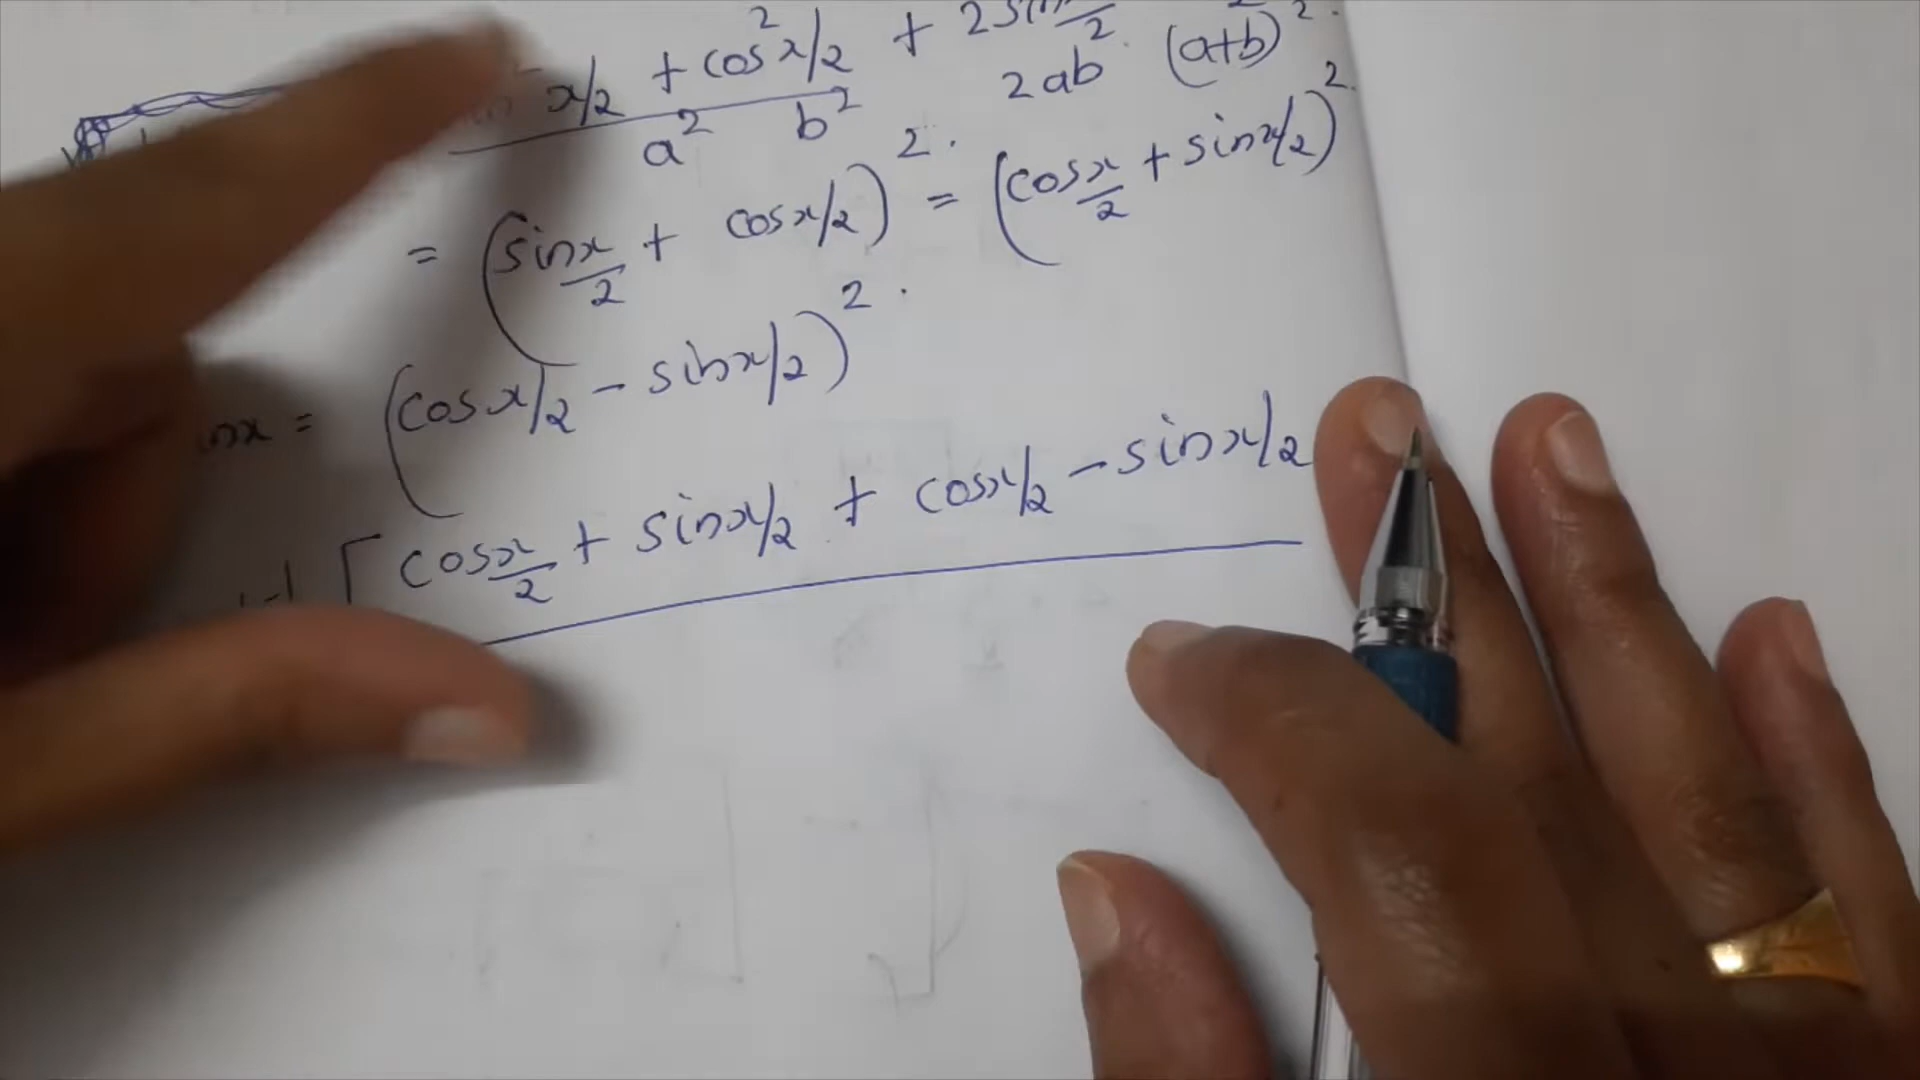 x/2 + cos² x/2 + 2 sin /2
a² b² 2ab (a+b)².
= (sin x/2 + cos x/2)². = (cos x/2 + sin x/2)².
nx = (cos x/2 - sin x/2)².
[ cos x/2 + sin x/2 + cos x/2 - sin x/2